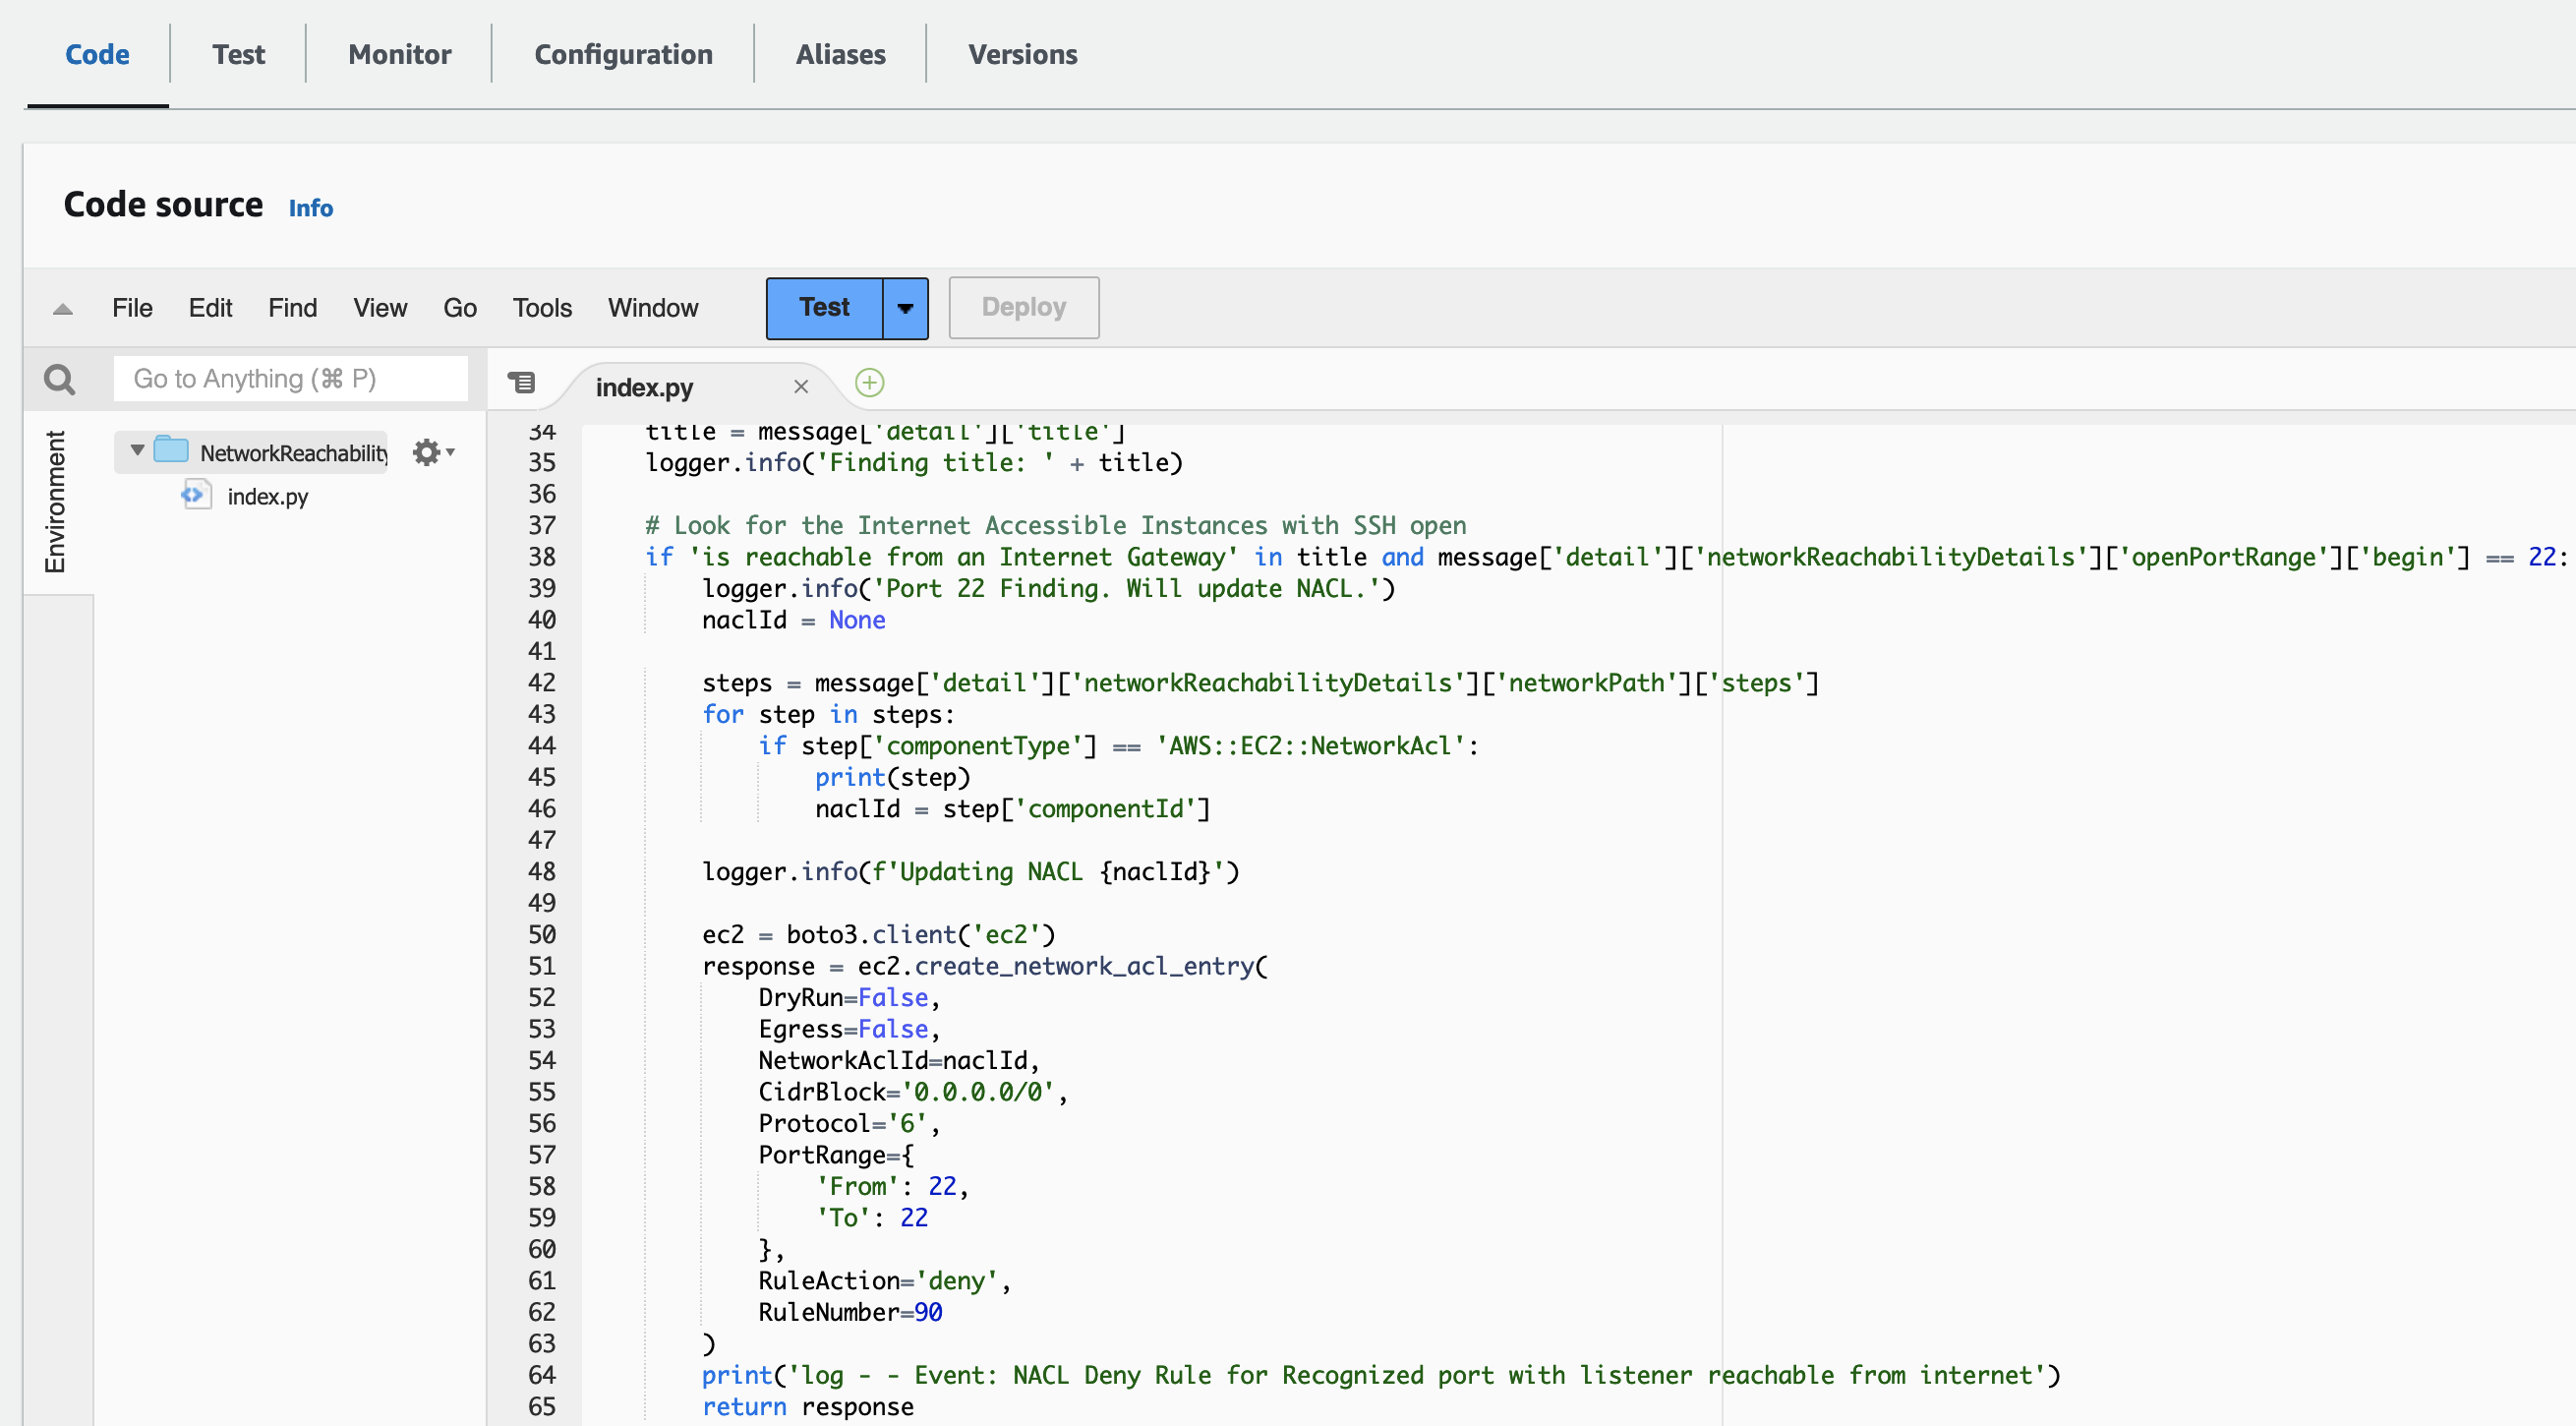 Code Test Monitor Configuration Aliases Versions
Code source Info
File Edit Find View Go Tools Window Test Deploy
Go to Anything (⌘ P)
index.py
Environment
NetworkReachability
index.py
34 title = message['detail']['title']
35 logger.info('Finding title: ' + title)
36
37 # Look for the Internet Accessible Instances with SSH open
38 if 'is reachable from an Internet Gateway' in title and message['detail']['networkReachabilityDetails']['openPortRange']['begin'] == 22:
39 logger.info('Port 22 Finding. Will update NACL.')
40 naclId = None
41
42 steps = message['detail']['networkReachabilityDetails']['networkPath']['steps']
43 for step in steps:
44 if step['componentType'] == 'AWS::EC2::NetworkAcl':
45 print(step)
46 naclId = step['componentId']
47
48 logger.info(f'Updating NACL {naclId}')
49
50 ec2 = boto3.client('ec2')
51 response = ec2.create_network_acl_entry(
52 DryRun=False,
53 Egress=False,
54 NetworkAclId=naclId,
55 CidrBlock='0.0.0.0/0',
56 Protocol='6',
57 PortRange={
58 'From': 22,
59 'To': 22
60 },
61 RuleAction='deny',
62 RuleNumber=90
63 )
64 print('log - - Event: NACL Deny Rule for Recognized port with listener reachable from internet')
65 return response